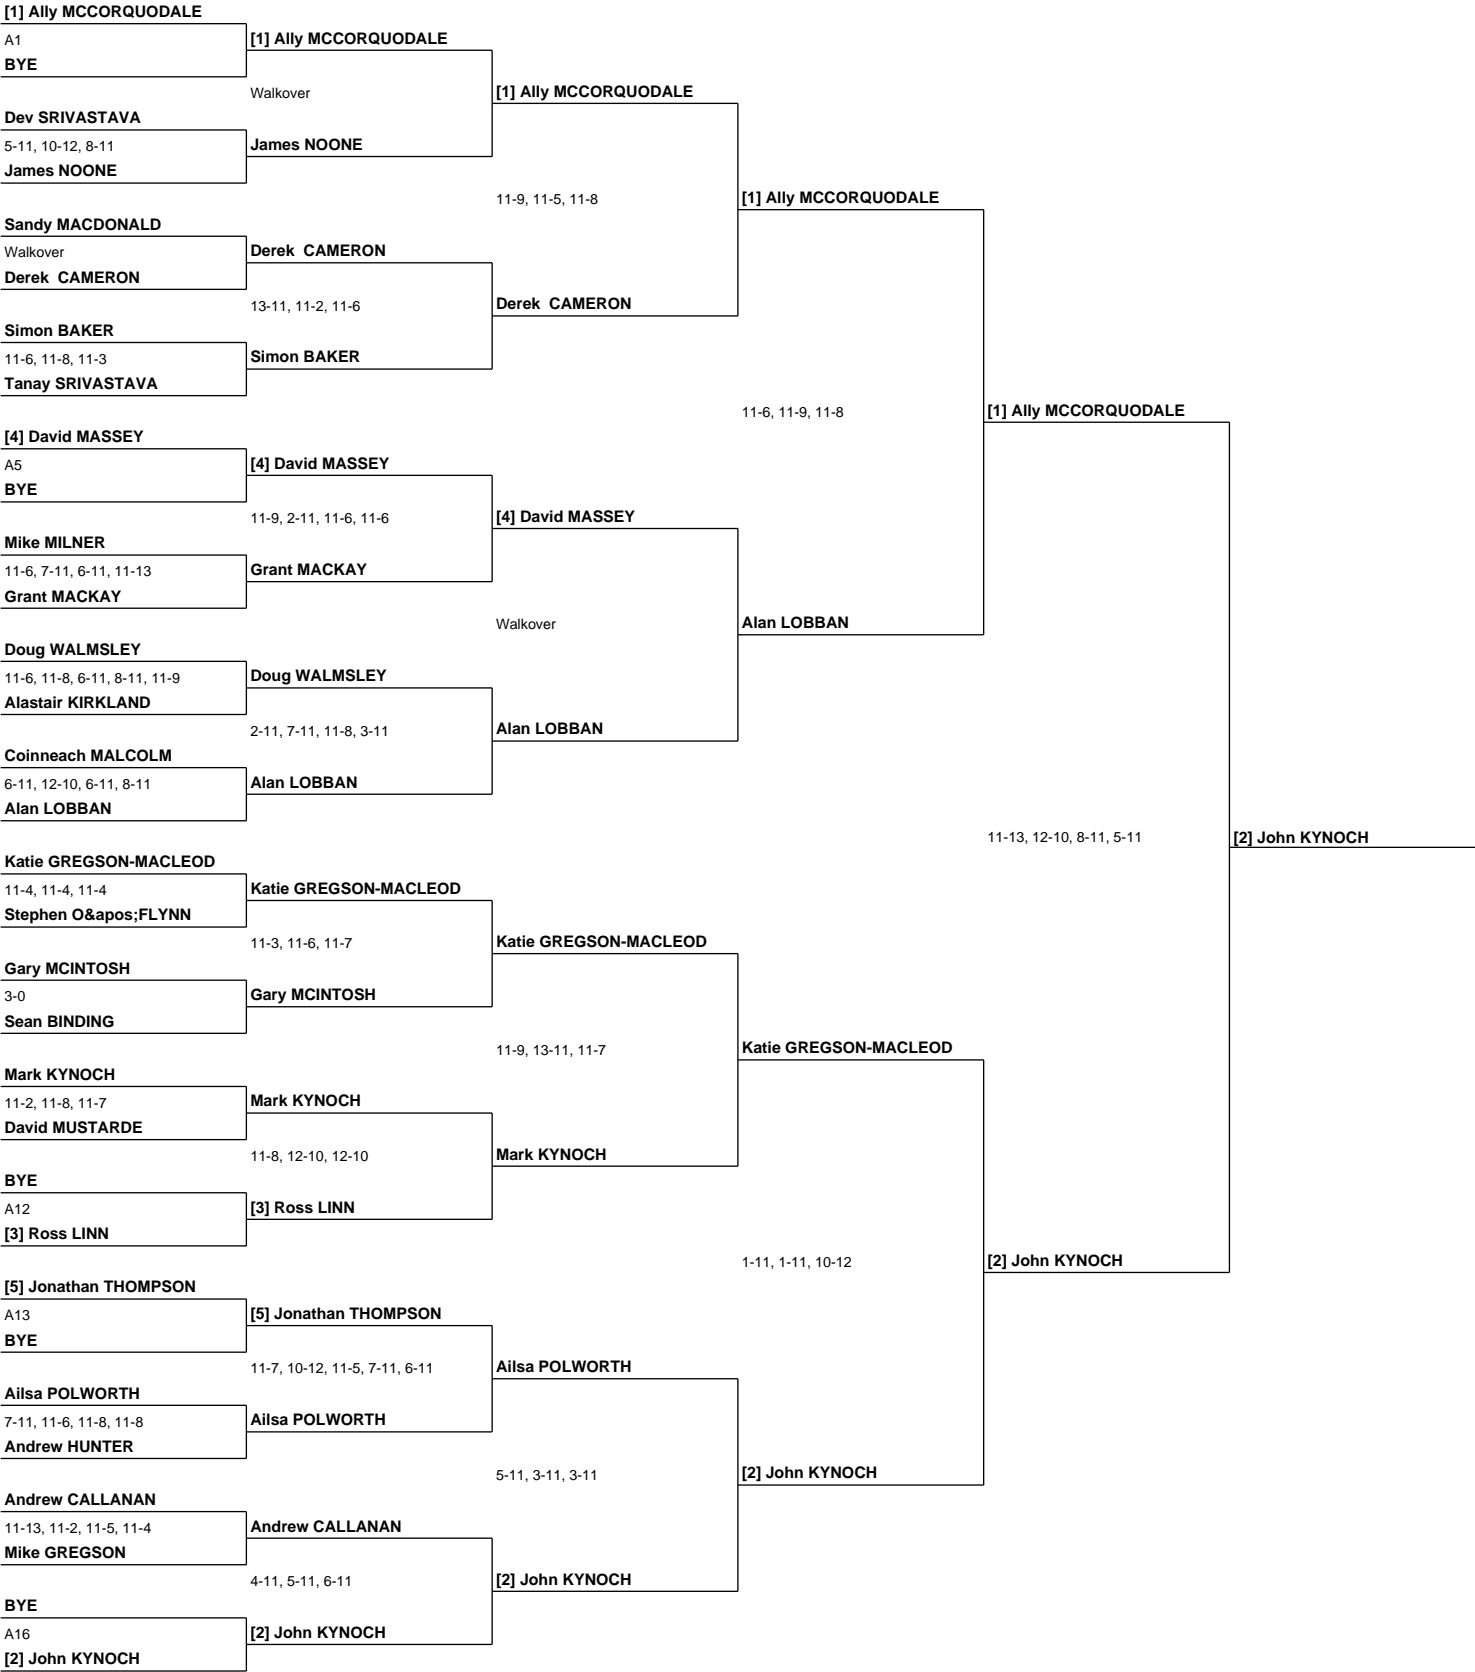 [1] Ally MCCORQUODALE
A1
[1] Ally MCCORQUODALE
BYE
Walkover
[1] Ally MCCORQUODALE
Dev SRIVASTAVA
5-11, 10-12, 8-11
James NOONE
James NOONE
11-9, 11-5, 11-8
[1] Ally MCCORQUODALE
Sandy MACDONALD
Walkover
Derek  CAMERON
Derek  CAMERON
13-11, 11-2, 11-6
Derek  CAMERON
Simon BAKER
11-6, 11-8, 11-3
Simon BAKER
Tanay SRIVASTAVA
11-6, 11-9, 11-8
[1] Ally MCCORQUODALE
[4] David MASSEY
A5
[4] David MASSEY
BYE
11-9, 2-11, 11-6, 11-6
[4] David MASSEY
Mike MILNER
11-6, 7-11, 6-11, 11-13
Grant MACKAY
Grant MACKAY
Walkover
Alan LOBBAN
Doug WALMSLEY
11-6, 11-8, 6-11, 8-11, 11-9
Doug WALMSLEY
Alastair KIRKLAND
2-11, 7-11, 11-8, 3-11
Alan LOBBAN
Coinneach MALCOLM
6-11, 12-10, 6-11, 8-11
Alan LOBBAN
Alan LOBBAN
11-13, 12-10, 8-11, 5-11
[2] John KYNOCH
Katie GREGSON-MACLEOD
11-4, 11-4, 11-4
Katie GREGSON-MACLEOD
Stephen O&apos;FLYNN
11-3, 11-6, 11-7
Katie GREGSON-MACLEOD
Gary MCINTOSH
3-0
Gary MCINTOSH
Sean BINDING
11-9, 13-11, 11-7
Katie GREGSON-MACLEOD
Mark KYNOCH
11-2, 11-8, 11-7
Mark KYNOCH
David MUSTARDE
11-8, 12-10, 12-10
Mark KYNOCH
BYE
A12
[3] Ross LINN
[3] Ross LINN
1-11, 1-11, 10-12
[2] John KYNOCH
[5] Jonathan THOMPSON
A13
[5] Jonathan THOMPSON
BYE
11-7, 10-12, 11-5, 7-11, 6-11
Ailsa POLWORTH
Ailsa POLWORTH
7-11, 11-6, 11-8, 11-8
Ailsa POLWORTH
Andrew HUNTER
5-11, 3-11, 3-11
[2] John KYNOCH
Andrew CALLANAN
11-13, 11-2, 11-5, 11-4
Andrew CALLANAN
Mike GREGSON
4-11, 5-11, 6-11
[2] John KYNOCH
BYE
A16
[2] John KYNOCH
[2] John KYNOCH